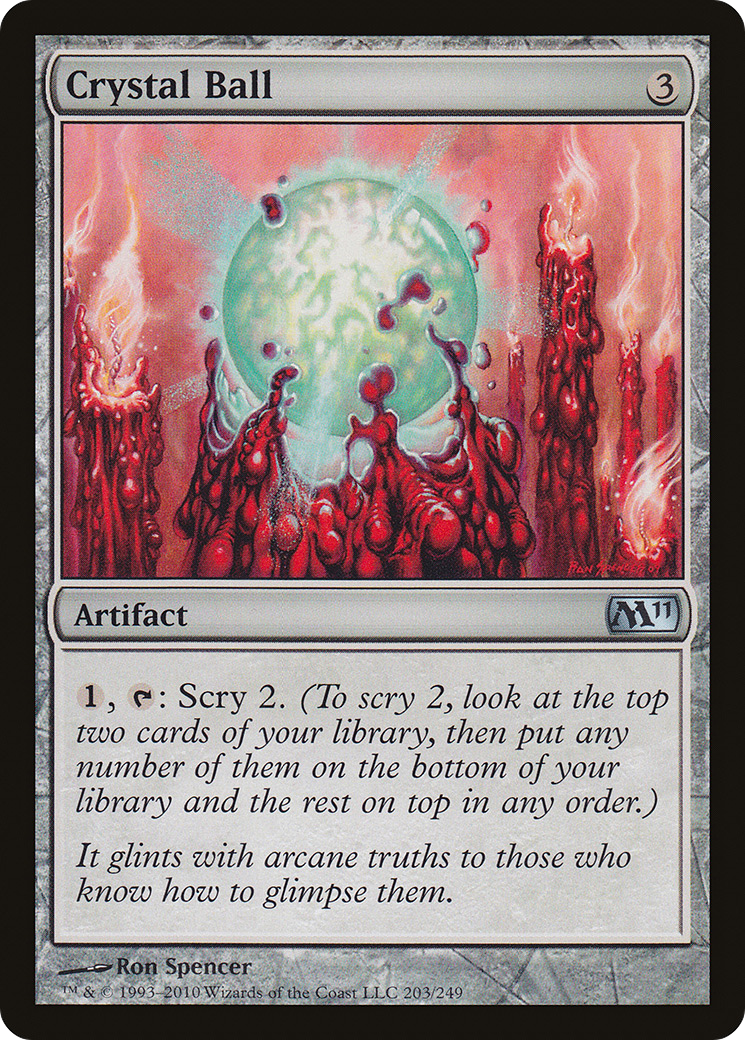 Crystal Ball
3
RON SPENCER
Artifact
M11
1, : Scry 2. (To scry 2, look at the top
two cards of your library, then put any
number of them on the bottom of your
library and the rest on top in any order.)
It glints with arcane truths to those who
know how to glimpse them.
Ron Spencer
™ & © 1993–2010 Wizards of the Coast LLC 203/249